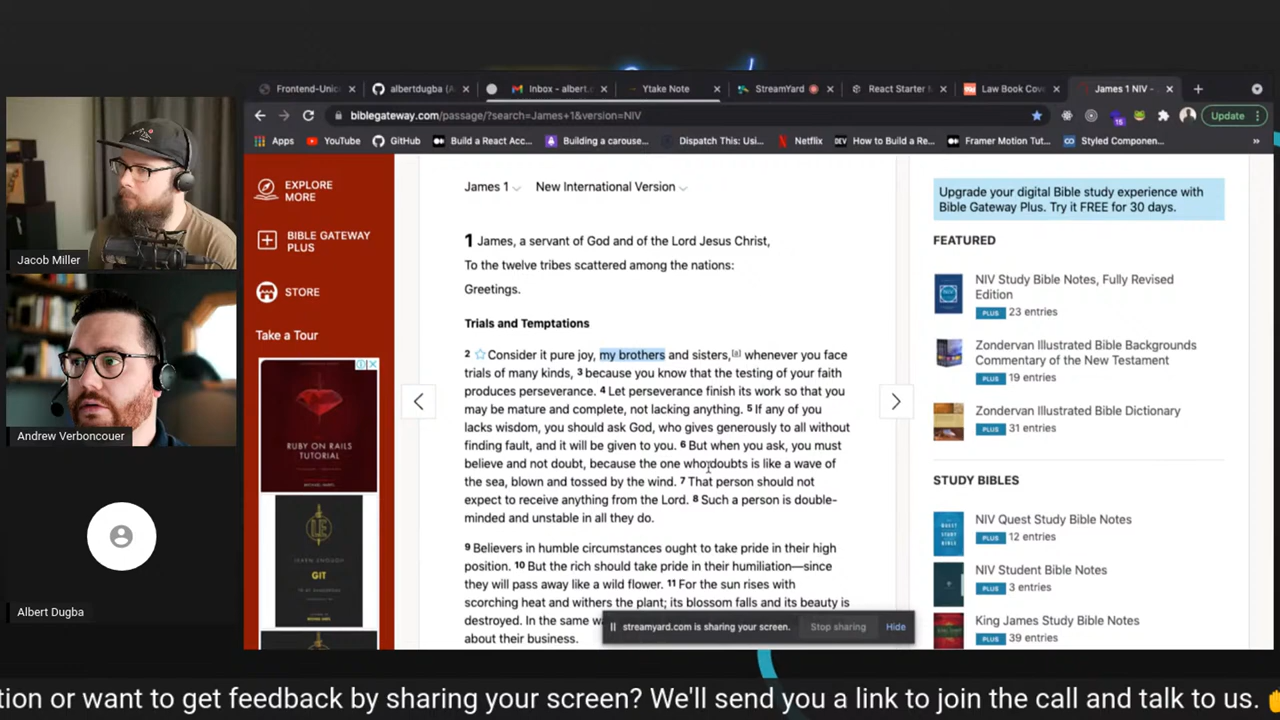 Frontend-Unic
albertdugba (
Inbox - albert.
Ytake Note
StreamYard
React Starter
Law Book Cov
James 1 NIV -
biblegateway.com/passage/?search=James+1&version=NIV
Update
Apps
YouTube
GitHub
Build a React Acc...
Building a carouse...
Dispatch This: Usi...
Netflix
How to Build a Re...
Framer Motion Tut...
Styled Componen...
Jacob Miller
Andrew Verboncouer
Albert Dugba
EXPLORE
MORE
BIBLE GATEWAY
PLUS
STORE
Take a Tour
RUBY ON RAILS
TUTORIAL
LEARN ENOUGH
GIT
TO BE DANGEROUS
James 1
New International Version
1 James, a servant of God and of the Lord Jesus Christ,
To the twelve tribes scattered among the nations:
Greetings.
Trials and Temptations
2 Consider it pure joy, my brothers and sisters,[a] whenever you face
trials of many kinds, 3 because you know that the testing of your faith
produces perseverance. 4 Let perseverance finish its work so that you
may be mature and complete, not lacking anything. 5 If any of you
lacks wisdom, you should ask God, who gives generously to all without
finding fault, and it will be given to you. 6 But when you ask, you must
believe and not doubt, because the one who doubts is like a wave of
the sea, blown and tossed by the wind. 7 That person should not
expect to receive anything from the Lord. 8 Such a person is double-
minded and unstable in all they do.
9 Believers in humble circumstances ought to take pride in their high
position. 10 But the rich should take pride in their humiliation—since
they will pass away like a wild flower. 11 For the sun rises with
scorching heat and withers the plant; its blossom falls and its beauty is
destroyed. In the same w
about their business.
streamyard.com is sharing your screen.
Stop sharing
Hide
Upgrade your digital Bible study experience with
Bible Gateway Plus. Try it FREE for 30 days.
FEATURED
NIV Study Bible Notes, Fully Revised
Edition
PLUS 23 entries
Zondervan Illustrated Bible Backgrounds
Commentary of the New Testament
PLUS 19 entries
Zondervan Illustrated Bible Dictionary
PLUS 31 entries
STUDY BIBLES
NIV Quest Study Bible Notes
PLUS 12 entries
NIV Student Bible Notes
PLUS 3 entries
King James Study Bible Notes
PLUS 39 entries
tion or want to get feedback by sharing your screen? We'll send you a link to join the call and talk to us.